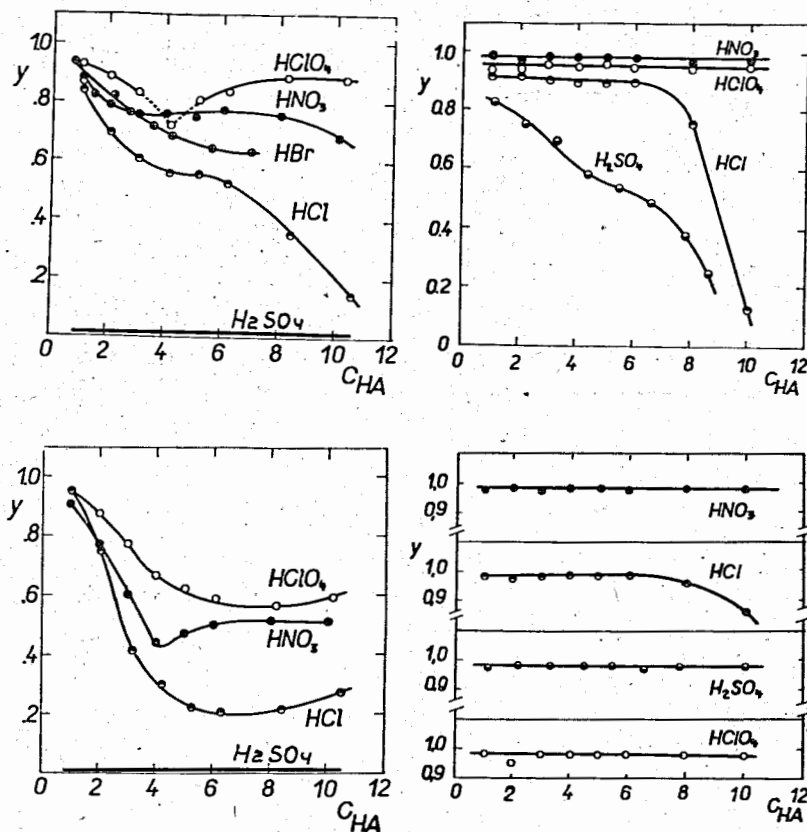 1.0
y
.8
.6
.4
.2
HClO₄
HNO₃
HBr
HCl
H₂SO₄
0 2 4 6 8 10 12
C_HA
1.0
y
0.8
0.6
0.4
0.2
0
HNO₃
HClO₄
H₂SO₄
HCl
0 2 4 6 8 10 12
C_HA
1.0
y
.8
.6
.4
.2
HClO₄
HNO₃
HCl
H₂SO₄
0 2 4 6 8 10 12
C_HA
1,0
0,9
HNO₃
y
1,0
0,9
HCl
1,0
0,9
H₂SO₄
1,0
0,9
HClO₄
0 2 4 6 8 10 12
C_HA